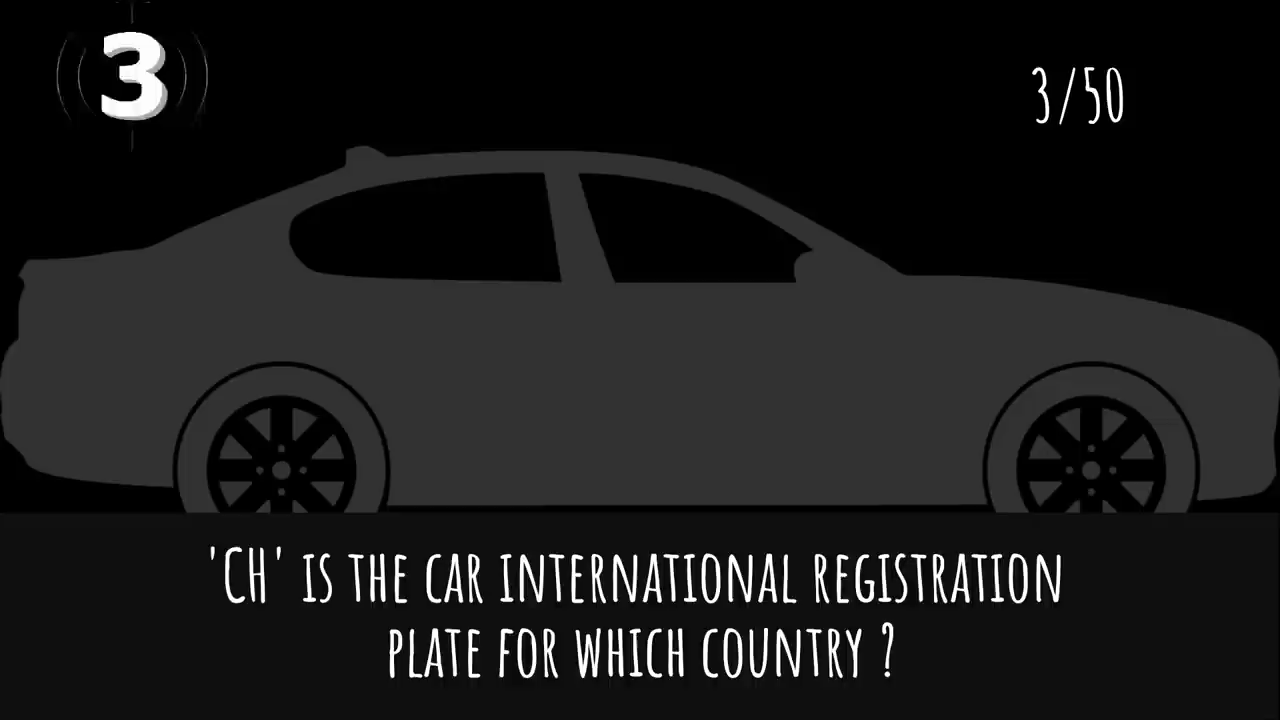 3
3/50
'CH' IS THE CAR INTERNATIONAL REGISTRATION
PLATE FOR WHICH COUNTRY ?